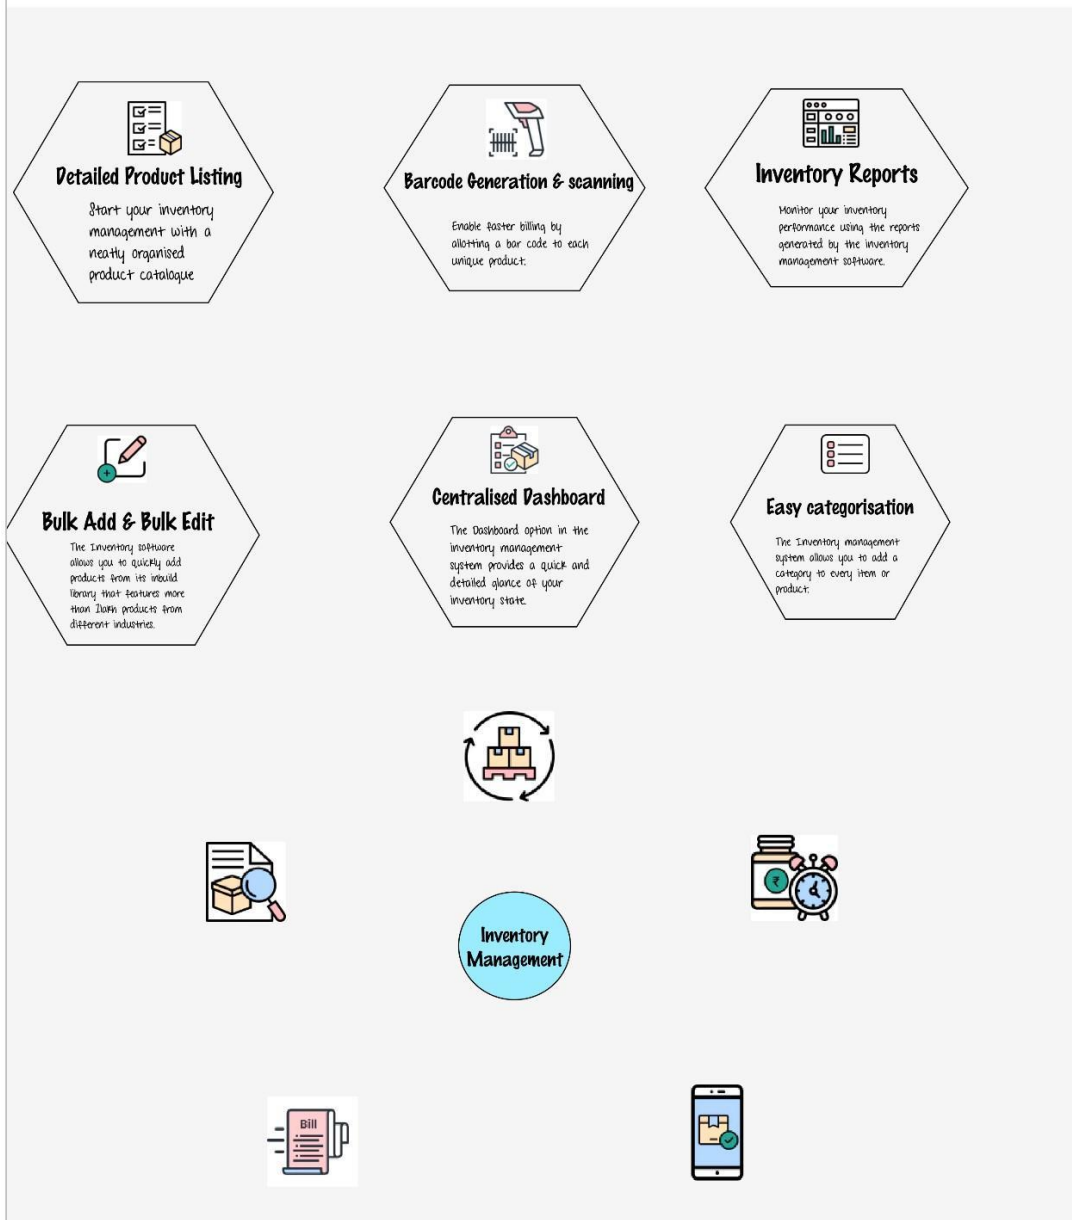 Detailed Product Listing
Start your inventory
management with a
neatly organised
product catalogue
Barcode Generation & scanning
Enable faster billing by
allotting a bar code to each
unique product.
Inventory Reports
Monitor your inventory
performance using the reports
generated by the inventory
management software.
Bulk Add & Bulk Edit
The Inventory software
allows you to quickly add
products from its inbuild
library that features more
than 2lakh products from
different industries.
Centralised Dashboard
The Dashboard option in the
inventory management
system provides a quick and
detailed glance of your
inventory state.
Easy categorisation
The Inventory management
system allows you to add a
category to every item or
product.
₹
Inventory
Management
Bill